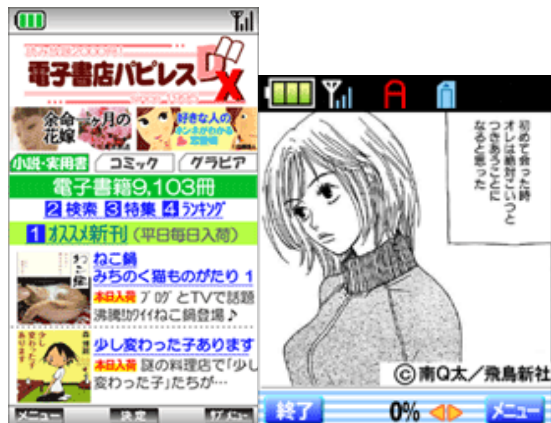 電子書店パピレス
余命一ヶ月の
花嫁
好きな人の
ホンネがわかる
恋愛術
小説・実用書
コミック
グラビア
電子書籍9,103冊
2 検索 3 特集 4 ランキング
1 オススメ新刊 (平日毎日入荷)
ねこ鍋
みちのく猫ものがたり 1
本日入荷 ブログとTVで話題
沸騰!カワイイねこ鍋登場♪
少し変わった子あります
本日入荷 謎の料理店で「少し
変わった子」たちが…
メニュー 決定 サブメニュー
初めて会った時
オレは絶対こいつと
つきあうことに
なると思った
©南Q太／飛鳥新社
終了 0% メニュー